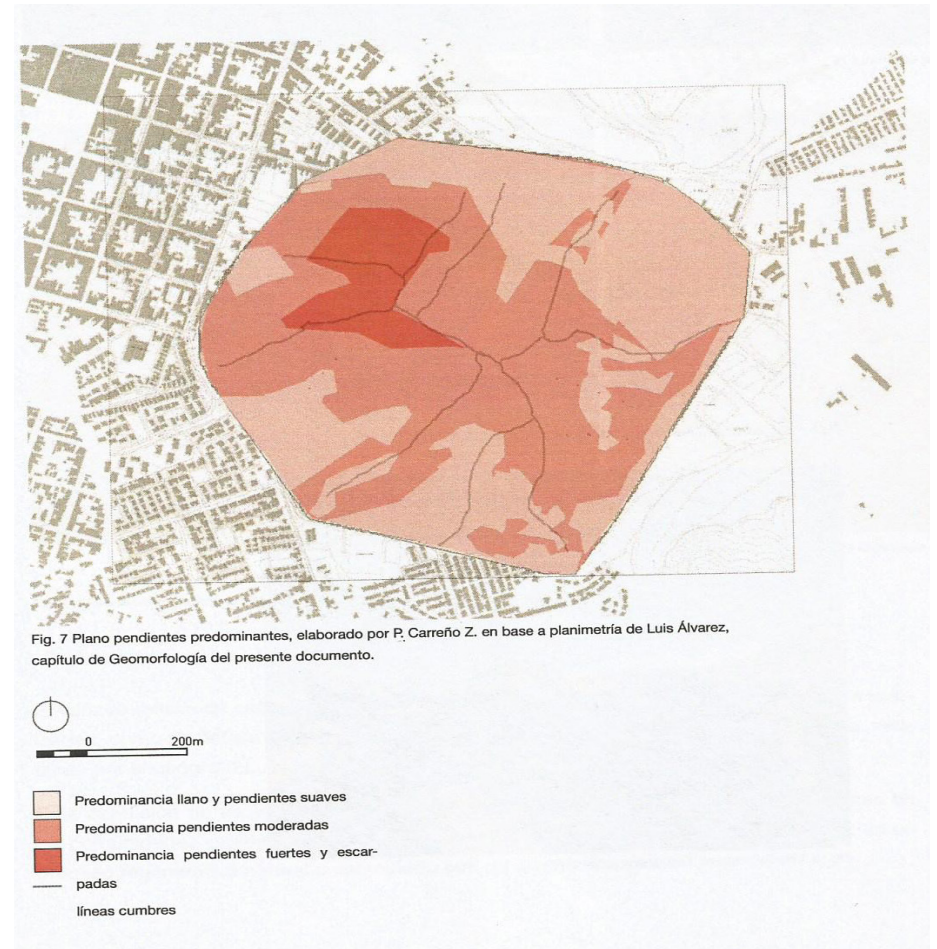 Fig. 7 Plano pendientes predominantes, elaborado por P. Carreño Z. en base a planimetría de Luis Álvarez,
capítulo de Geomorfología del presente documento.
0 200m
Predominancia llano y pendientes suaves
Predominancia pendientes moderadas
Predominancia pendientes fuertes y escar-
padas
líneas cumbres